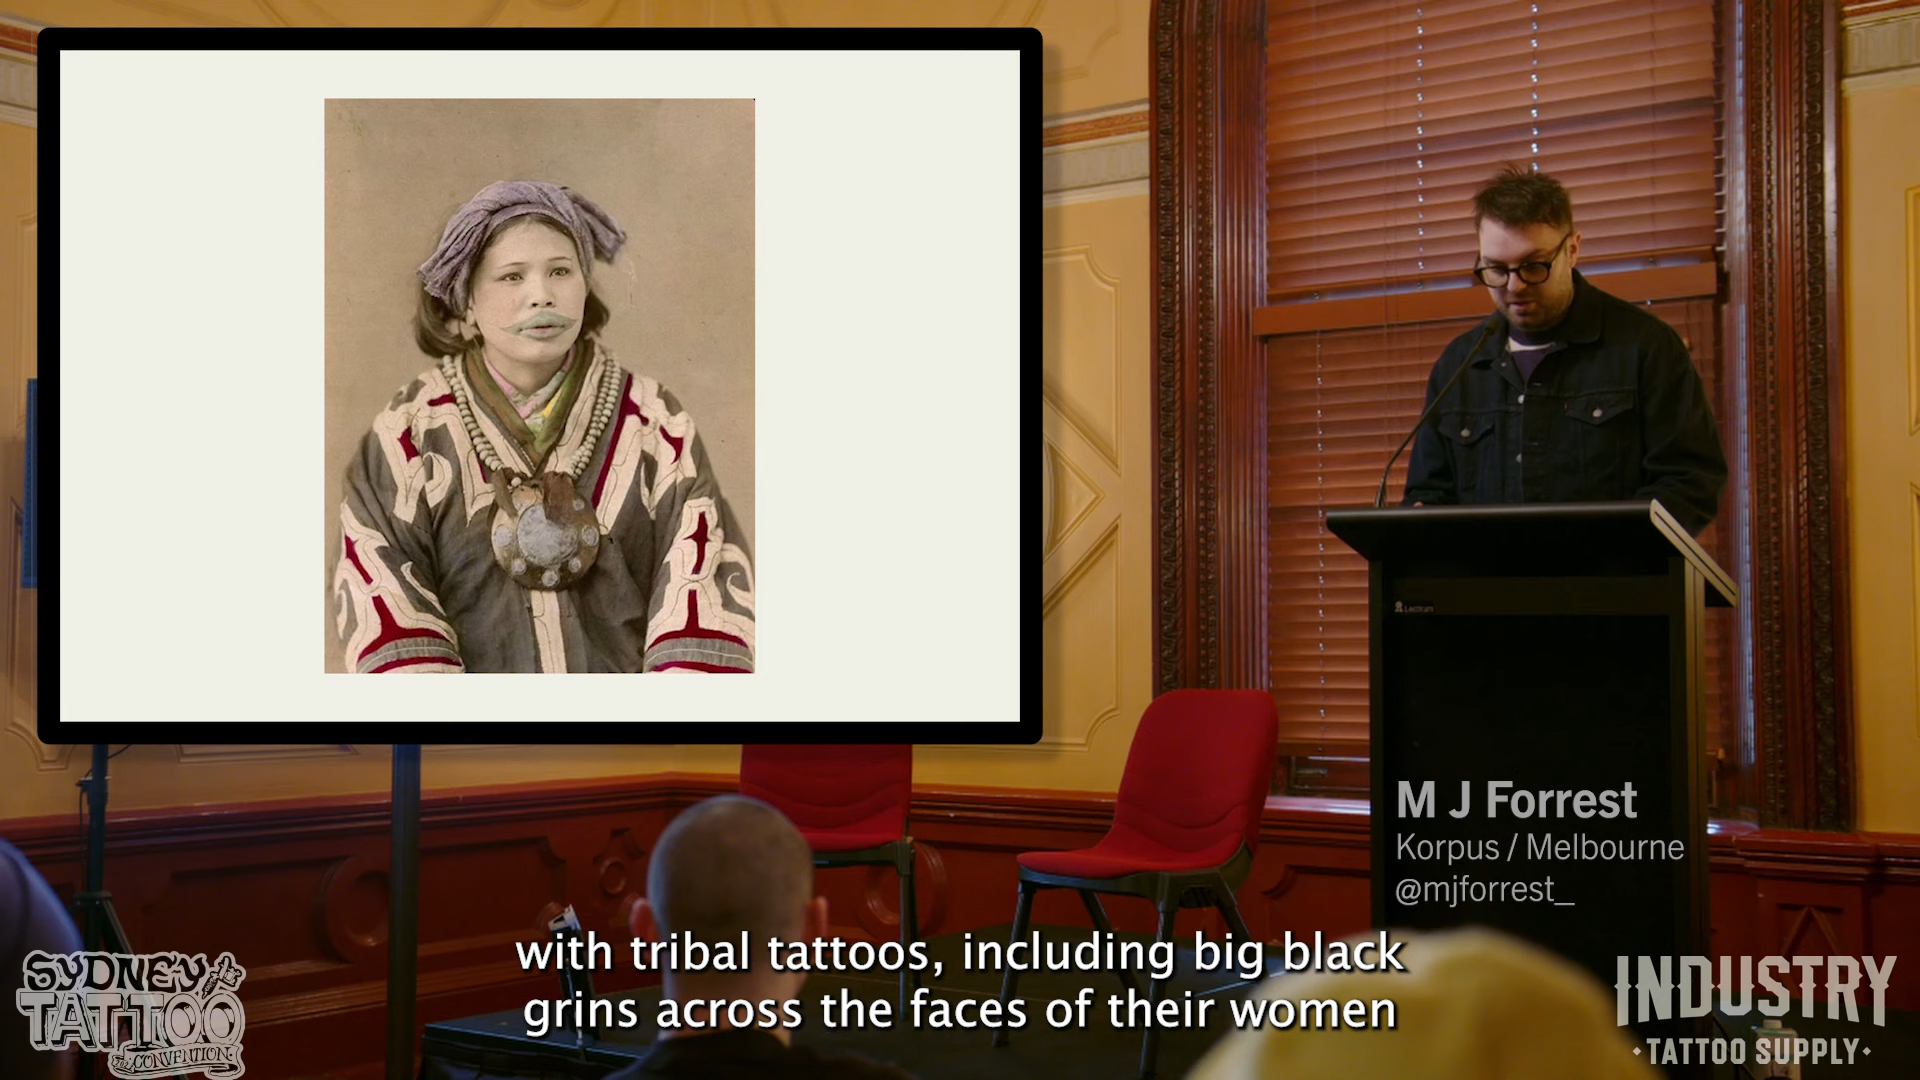 Lectrum
M J Forrest
Korpus / Melbourne
@mjforrest_
with tribal tattoos, including big black
grins across the faces of their women
SYDNEY
TATTOO
CONVENTION
INDUSTRY
•TATTOO SUPPLY•